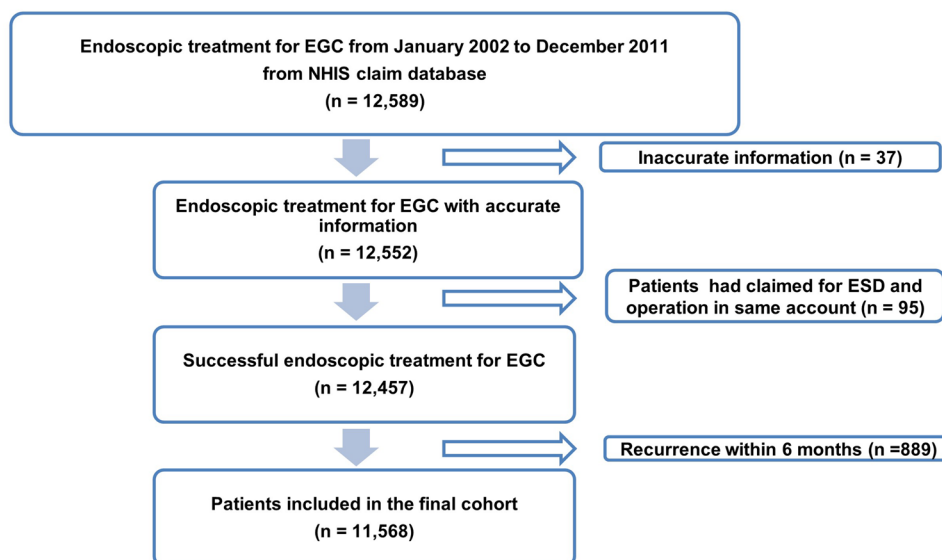 Endoscopic treatment for EGC from January 2002 to December 2011
from NHIS claim database
(n = 12,589)
Inaccurate information (n = 37)
Endoscopic treatment for EGC with accurate
information
(n = 12,552)
Patients had claimed for ESD and
operation in same account (n = 95)
Successful endoscopic treatment for EGC
(n = 12,457)
Recurrence within 6 months (n =889)
Patients included in the final cohort
(n = 11,568)